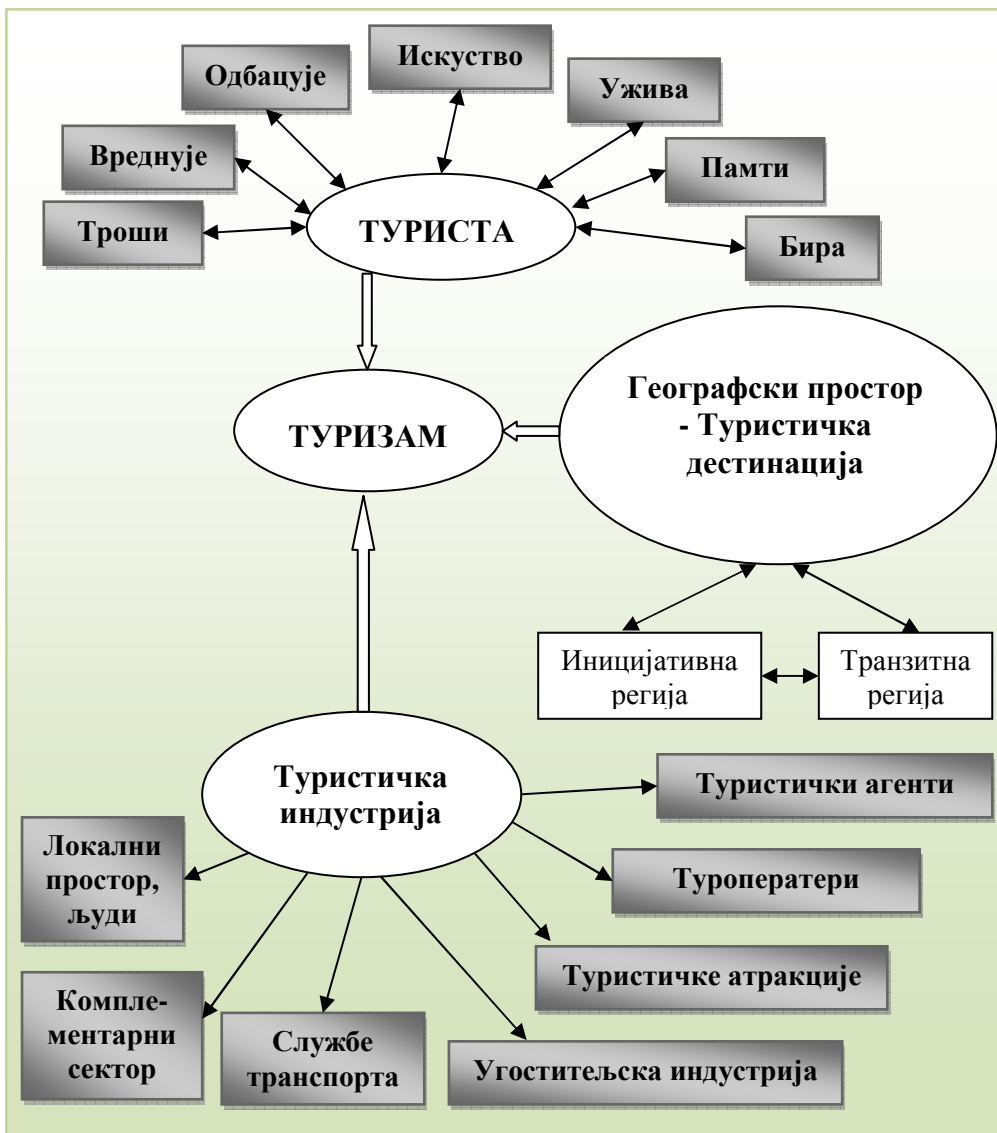 Искуство
Одбацује
Ужива
Вреднује
Памти
Троши
ТУРИСТА
Бира
Географски простор
- Туристичка
дестинација
ТУРИЗАМ
Иницијативна
регија
Транзитна
регија
Туристичка
индустрија
Туристички агенти
Локални
простор,
људи
Туроператери
Туристичке атракције
Компле-
ментарни
сектор
Службе
транспорта
Угоститељска индустрија